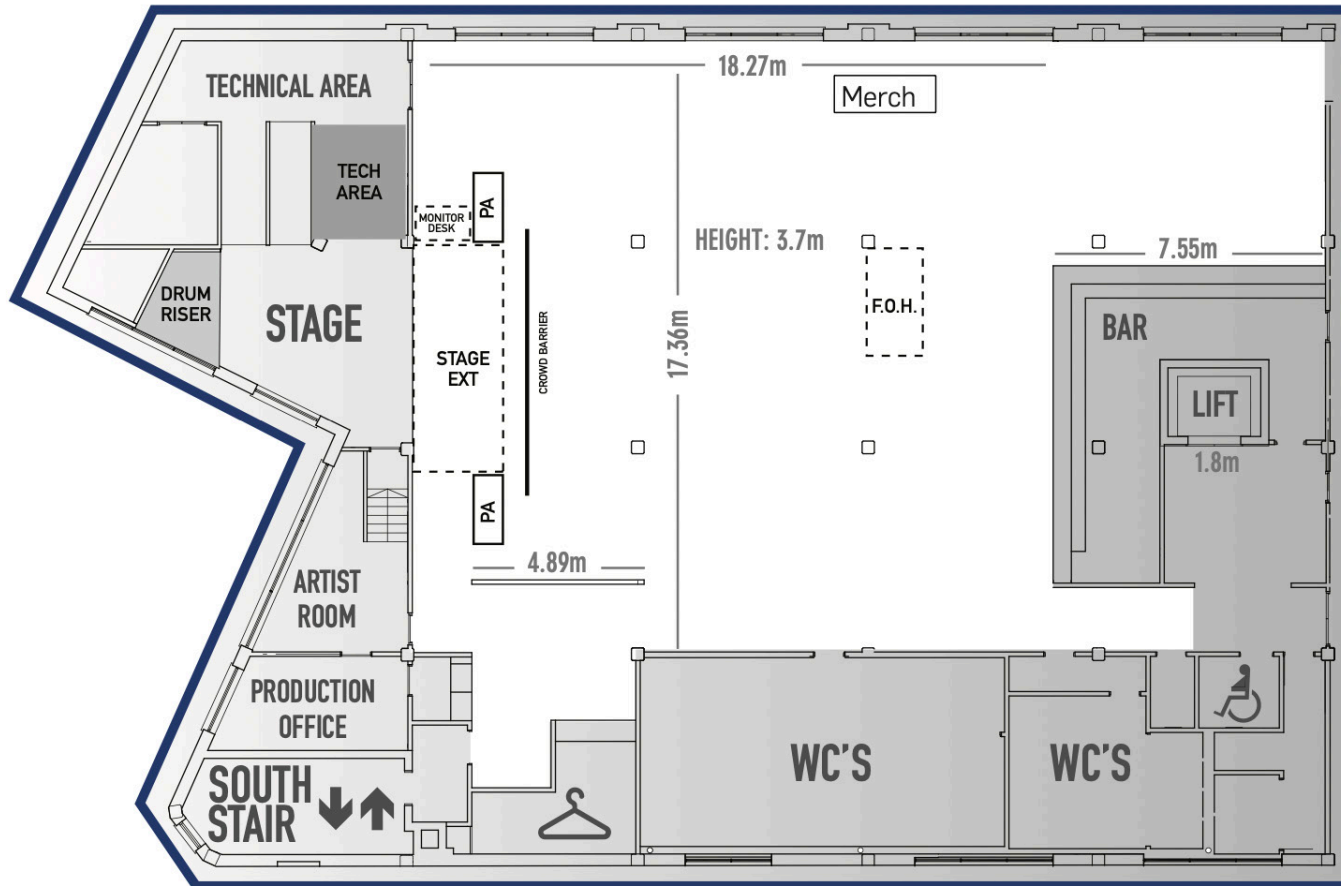 TECHNICAL AREA
18.27m
Merch
TECH
AREA
PA
MONITOR
DESK
HEIGHT: 3.7m
7.55m
DRUM
RISER
STAGE
STAGE
EXT
CROWD BARRIER
17.36m
F.O.H.
BAR
LIFT
1.8m
PA
4.89m
ARTIST
ROOM
PRODUCTION
OFFICE
WC'S
WC'S
SOUTH
STAIR